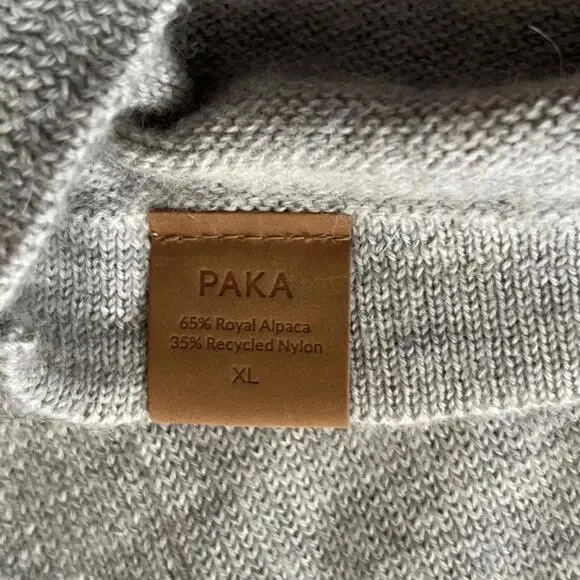 PAKA
65% Royal Alpaca
35% Recycled Nylon
XL